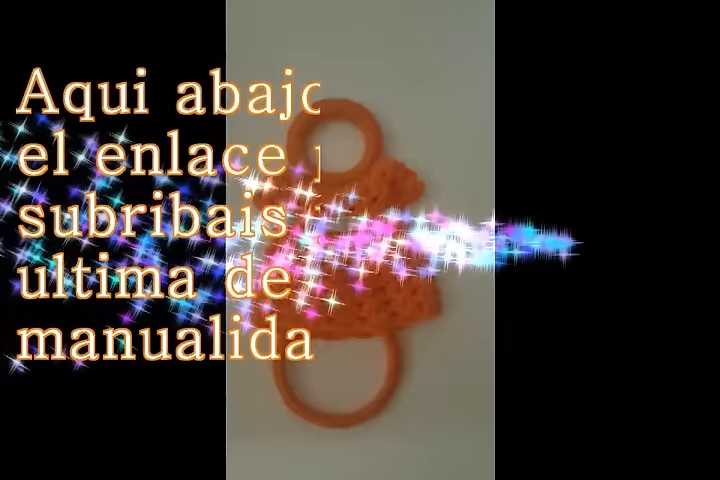 Aqui abajo
el enlace
subribais
ultima de
manualida